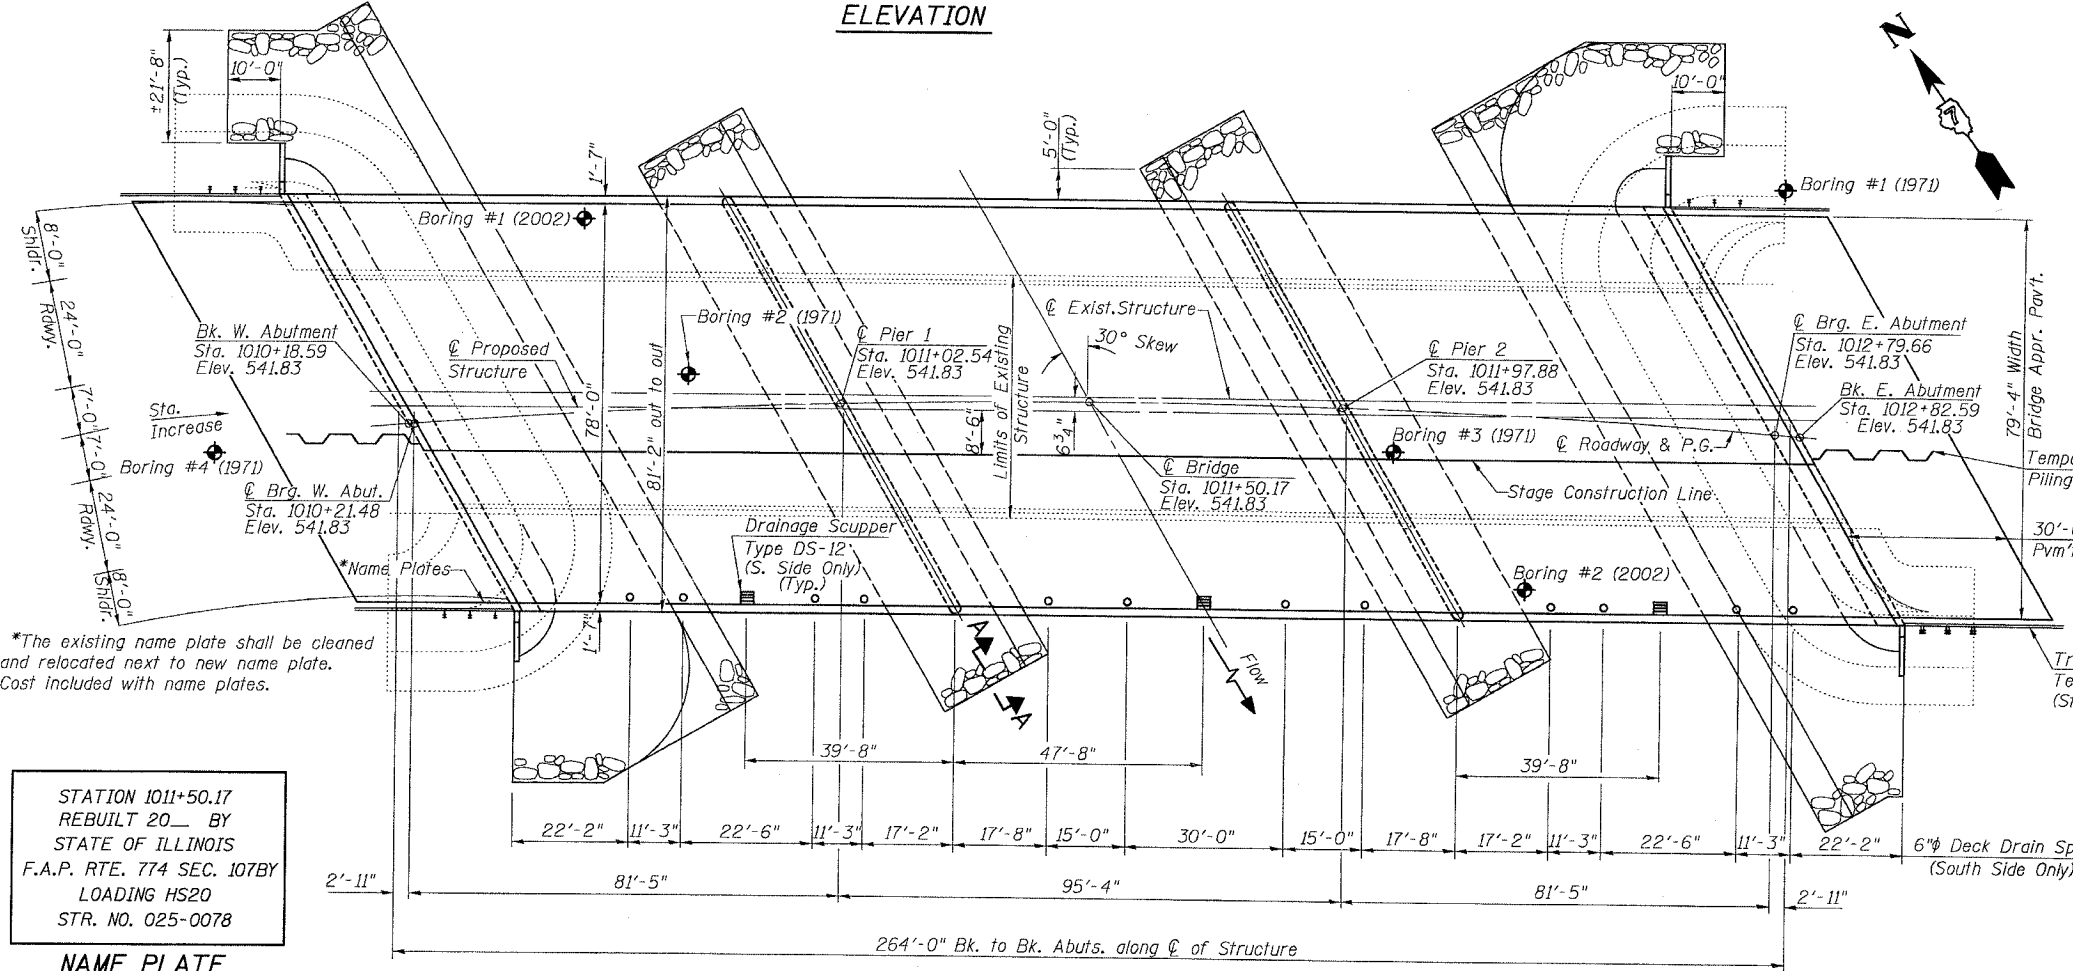 ELEVATION
N
±21'-8"
(Typ.)
10'-0"
10'-0"
1'-7"
5'-0"
(Typ.)
Boring #1 (2002)
Boring #1 (1971)
8'-0"
Shldr.
24'-0"
Rdwy.
7'-0"
7'-0"
24'-0"
Rdwy.
8'-0"
Shldr.
Bk. W. Abutment
Sta. 1010+18.59
Elev. 541.83
℄ Proposed
Structure
Boring #2 (1971)
℄ Pier 1
Sta. 1011+02.54
Elev. 541.83
Limits of Existing
Structure
℄ Exist. Structure
30° Skew
℄ Pier 2
Sta. 1011+97.88
Elev. 541.83
℄ Brg. E. Abutment
Sta. 1012+79.66
Elev. 541.83
Bk. E. Abutment
Sta. 1012+82.59
Elev. 541.83
79'-4" Width
Bridge Appr. Pav't.
Sta.
Increase
Boring #4 (1971)
78'-0"
81'-2" out to out
8'-6"
6¾"
Boring #3 (1971)
℄ Roadway & P.G.
℄ Brg. W. Abut.
Sta. 1010+21.48
Elev. 541.83
℄ Bridge
Sta. 1011+50.17
Elev. 541.83
Stage Construction Line
Piling
Drainage Scupper
Type DS-12
(S. Side Only)
(Typ.)
*Name Plates
Boring #2 (2002)
1'-7"
*The existing name plate shall be cleaned
and relocated next to new name plate.
Cost included with name plates.
A
A
Flow
39'-8"
47'-8"
39'-8"
22'-2"
11'-3"
22'-6"
11'-3"
17'-2"
17'-8"
15'-0"
30'-0"
15'-0"
17'-8"
17'-2"
11'-3"
22'-6"
11'-3"
22'-2"
6"φ Deck Drain
(South Side Only)
2'-11"
81'-5"
95'-4"
81'-5"
2'-11"
264'-0" Bk. to Bk. Abuts. along ℄ of Structure
STATION 1011+50.17
REBUILT 20__ BY
STATE OF ILLINOIS
F.A.P. RTE. 774 SEC. 107BY
LOADING HS20
STR. NO. 025-0078
NAME PLATE